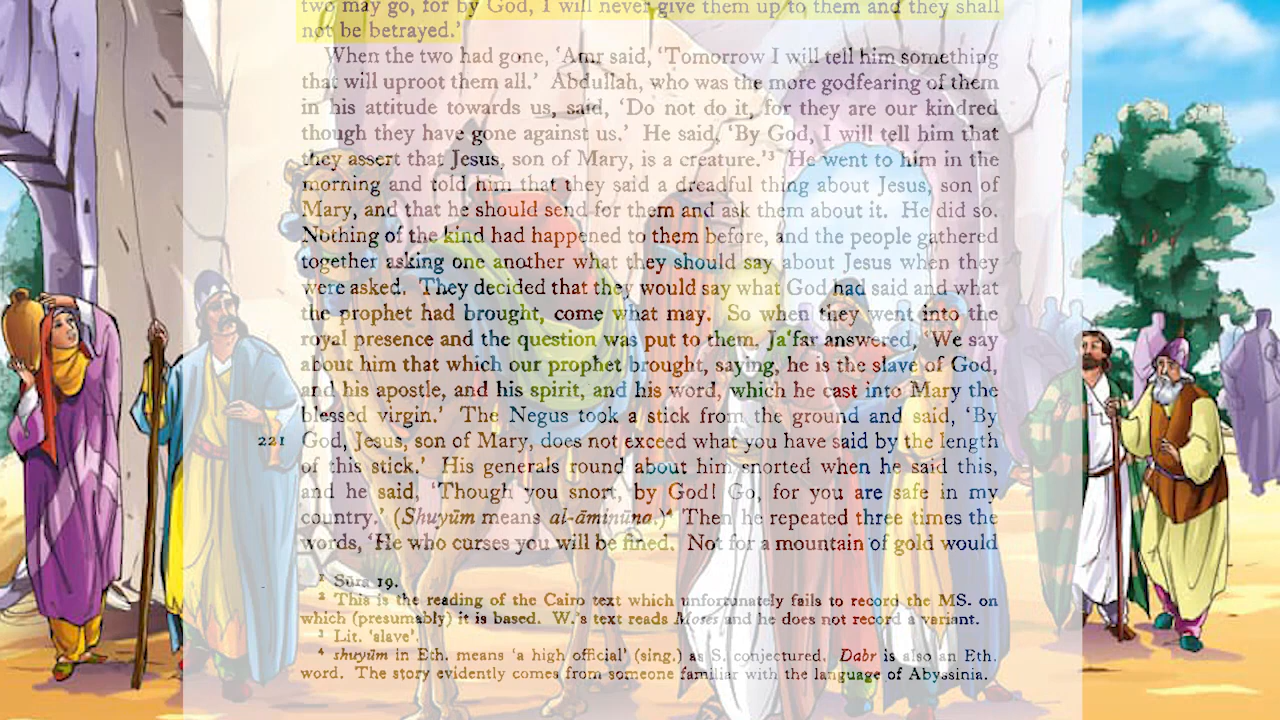 two may go, for by God, I will never give them up to them and they shall
not be betrayed.'
When the two had gone, 'Amr said, 'Tomorrow I will tell him something
that will uproot them all.' Abdullah, who was the more godfearing of them
in his attitude towards us, said, 'Do not do it, for they are our kindred
though they have gone against us.' He said, 'By God, I will tell him that
they assert that Jesus, son of Mary, is a creature.'³ He went to him in the
morning and told him that they said a dreadful thing about Jesus, son of
Mary, and that he should send for them and ask them about it. He did so.
Nothing of the kind had happened to them before, and the people gathered
together asking one another what they should say about Jesus when they
were asked. They decided that they would say what God had said and what
the prophet had brought, come what may. So when they went into the
royal presence and the question was put to them, Ja'far answered, 'We say
about him that which our prophet brought, saying, he is the slave of God,
and his apostle, and his spirit, and his word, which he cast into Mary the
blessed virgin.' The Negus took a stick from the ground and said, 'By
221 God, Jesus, son of Mary, does not exceed what you have said by the length
of this stick.' His generals round about him snorted when he said this,
and he said, 'Though you snort, by God! Go, for you are safe in my
country.' (Shuyūm means al-āminūna.)⁴ Then he repeated three times the
words, 'He who curses you will be fined. Not for a mountain of gold would
¹ Sūra 19.
² This is the reading of the Cairo text which unfortunately fails to record the MS. on
which (presumably) it is based. W.'s text reads Moses and he does not record a variant.
³ Lit. 'slave'.
⁴ shuyūm in Eth. means 'a high official' (sing.) as S. conjectured. Dabr is also an Eth.
word. The story evidently comes from someone familiar with the language of Abyssinia.